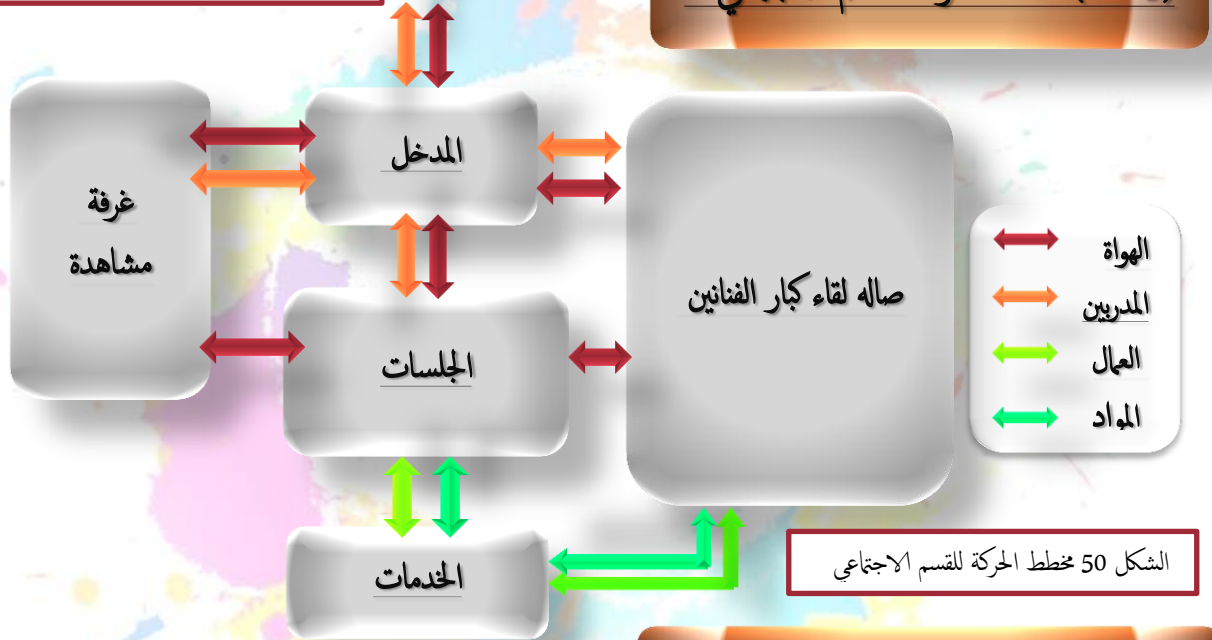 المدخل
غرفة
مشاهدة
صاله لقاء كبار الفنانين
الجلسات
الخدمات
الهواة
المدربين
العمال
المواد
الشكل 50 مخطط الحركة للقسم الاجتماعي